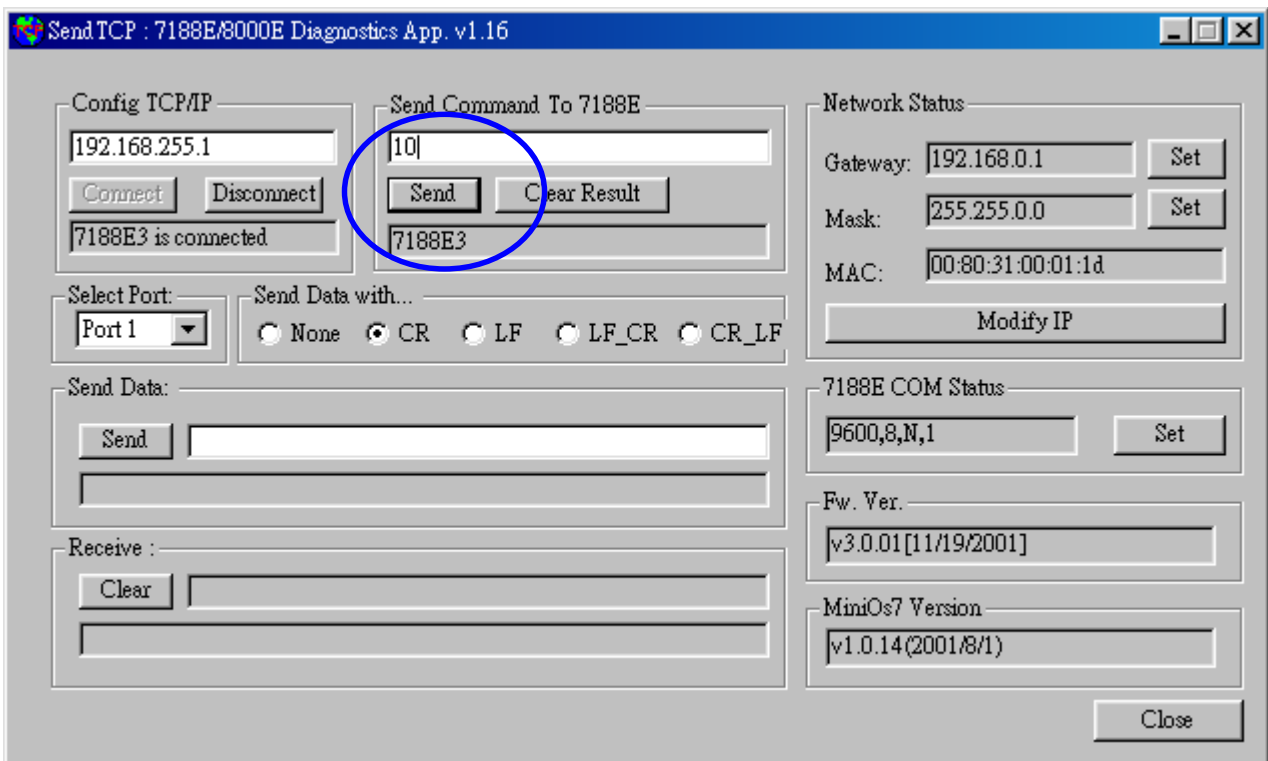 SendTCP : 7188E/8000E Diagnostics App. v1.16
Config TCP/IP
192.168.255.1
Connect
Disconnect
7188E3 is connected
Send Command To 7188E
10
Send
Clear Result
7188E3
Network Status
Gateway:
192.168.0.1
Set
Mask:
255.255.0.0
Set
MAC:
00:80:31:00:01:1d
Modify IP
Select Port:
Port 1
Send Data with...
None
CR
LF
LF_CR
CR_LF
Send Data:
Send
7188E COM Status
9600,8,N,1
Set
Receive :
Clear
Fw. Ver.
v3.0.01[11/19/2001]
MiniOs7 Version
v1.0.14(2001/8/1)
Close